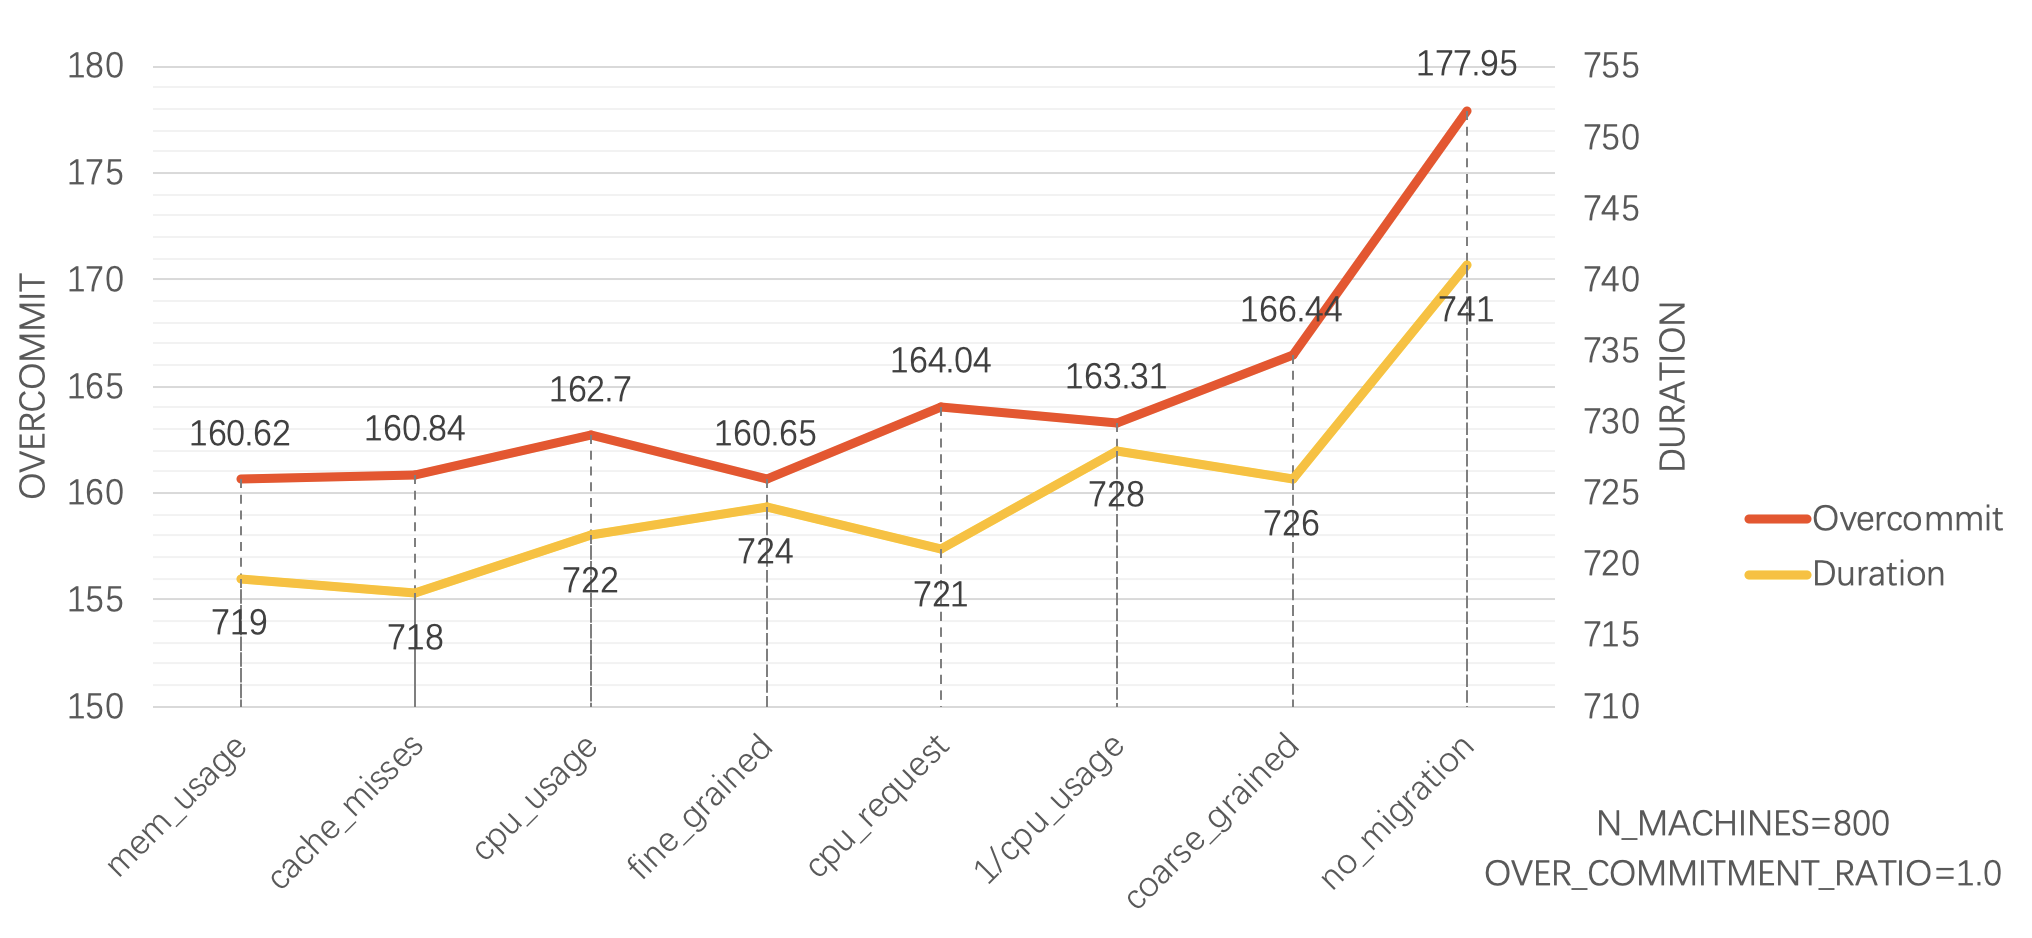 180
175
170
165
160
155
150
OVERCOMMIT
160.62
160.84
162.7
160.65
164.04
163.31
166.44
177.95
719
718
722
724
721
728
726
741
755
750
745
740
735
730
725
720
715
710
DURATION
Overcommit
Duration
mem_usage
cache_misses
cpu_usage
fine_grained
cpu_request
1/cpu_usage
coarse_grained
no_migration
N_MACHINES=800
OVER_COMMITMENT_RATIO=1.0